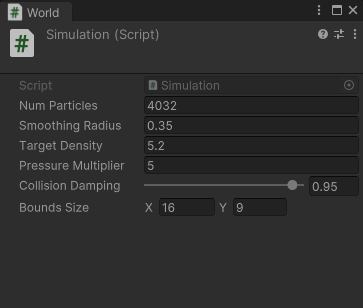 World
Simulation (Script)
Script Simulation
Num Particles 4032
Smoothing Radius 0.35
Target Density 5.2
Pressure Multiplier 5
Collision Damping 0.95
Bounds Size X 16 Y 9